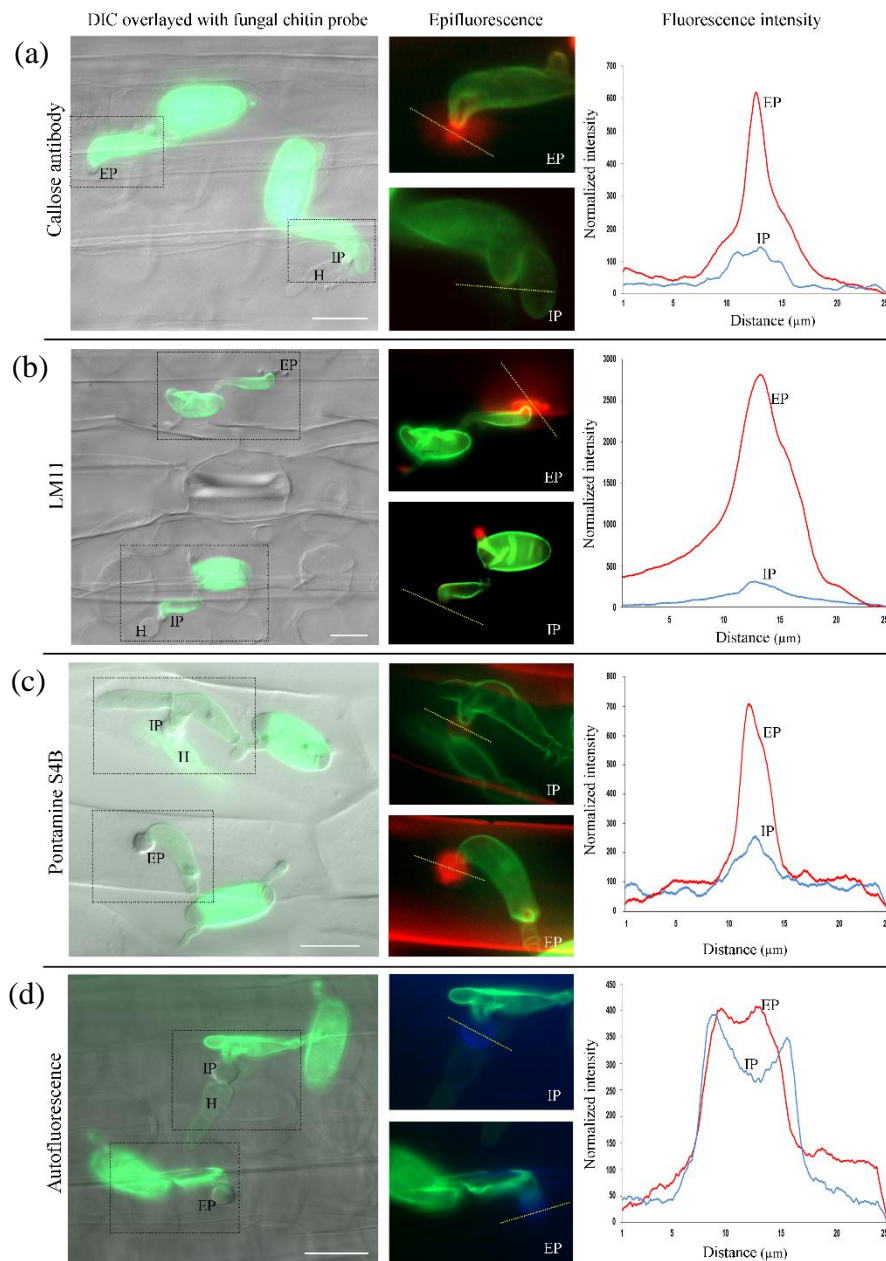 DIC overlayed with fungal chitin probe
Epifluorescence
Fluorescence intensity
(a)
Callose antibody
EP
IP
H
EP
IP
Normalized intensity
700
600
500
400
300
200
100
0
EP
IP
1 5 10 15 20 25
Distance (µm)
(b)
LM11
EP
H
IP
EP
IP
Normalized intensity
3000
2500
2000
1500
1000
500
0
EP
IP
1 5 10 15 20 25
Distance (µm)
(c)
Pontamine S4B
IP
H
EP
IP
EP
Normalized intensity
800
700
600
500
400
300
200
100
0
EP
IP
1 5 10 15 20 25
Distance (µm)
(d)
Autofluorescence
IP
H
EP
IP
EP
Normalized intensity
450
400
350
300
250
200
150
100
50
0
EP
IP
1 5 10 15 20 25
Distance (µm)